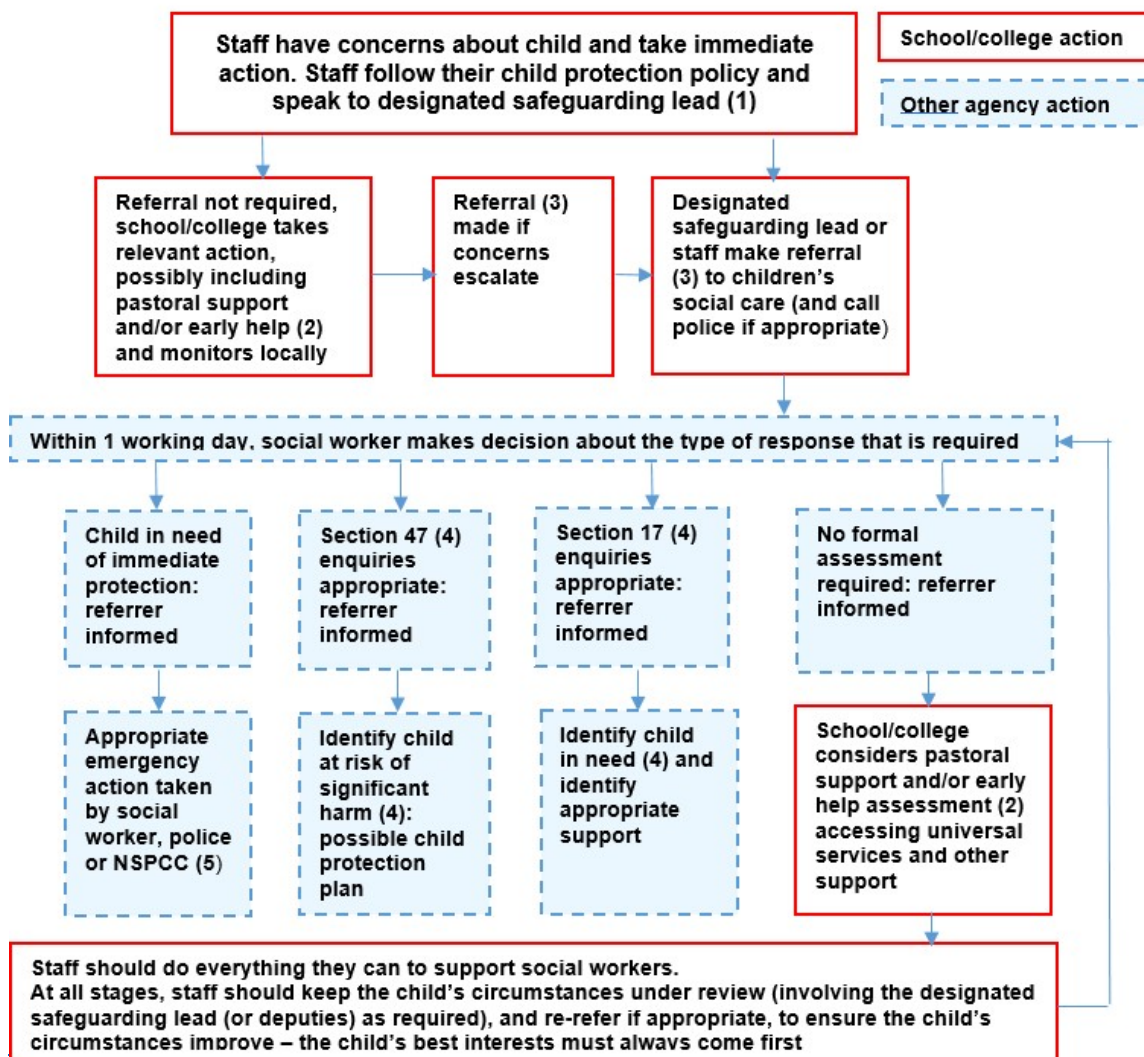 Staff have concerns about child and take immediate
action. Staff follow their child protection policy and
speak to designated safeguarding lead (1)
School/college action
Other agency action
Referral not required,
school/college takes
relevant action,
possibly including
pastoral support
and/or early help (2)
and monitors locally
Referral (3)
made if
concerns
escalate
Designated
safeguarding lead or
staff make referral
(3) to children's
social care (and call
police if appropriate)
Within 1 working day, social worker makes decision about the type of response that is required
Child in need
of immediate
protection:
referrer
informed
Section 47 (4)
enquiries
appropriate:
referrer
informed
Section 17 (4)
enquiries
appropriate:
referrer
informed
No formal
assessment
required: referrer
informed
Appropriate
emergency
action taken
by social
worker, police
or NSPCC (5)
Identify child
at risk of
significant
harm (4):
possible child
protection
plan
Identify child
in need (4) and
identify
appropriate
support
School/college
considers pastoral
support and/or early
help assessment (2)
accessing universal
services and other
support
Staff should do everything they can to support social workers.
At all stages, staff should keep the child's circumstances under review (involving the designated
safeguarding lead (or deputies) as required), and re-refer if appropriate, to ensure the child's
circumstances improve – the child's best interests must always come first